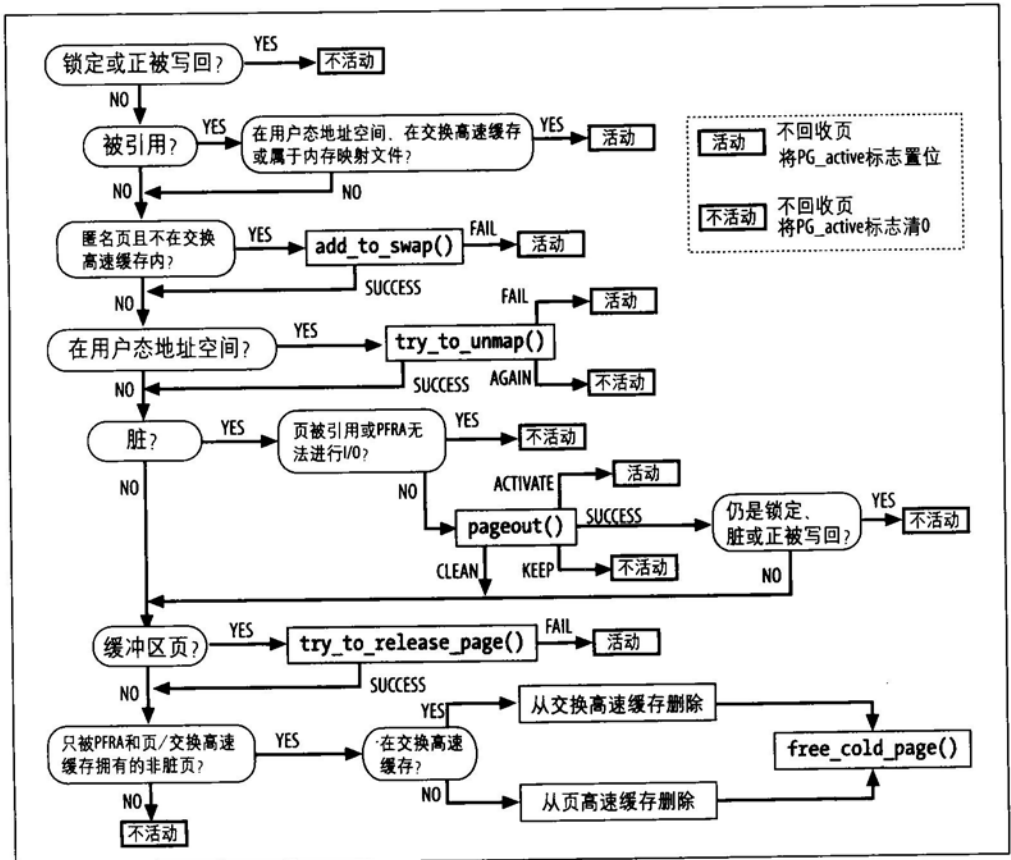 锁定或正被写回?
YES
不活动
NO
被引用?
YES
在用户态地址空间、在交换高速缓存
或属于内存映射文件?
YES
活动
NO
NO
活动
不回收页
将PG_active标志置位
不活动
不回收页
将PG_active标志清0
匿名页且不在交换
高速缓存内?
YES
add_to_swap()
FAIL
活动
SUCCESS
NO
在用户态地址空间?
YES
try_to_unmap()
FAIL
活动
AGAIN
不活动
SUCCESS
NO
脏?
YES
页被引用或PFRA无
法进行I/O?
YES
不活动
NO
NO
pageout()
ACTIVATE
活动
SUCCESS
仍是锁定、
脏或正被写回?
YES
不活动
CLEAN
KEEP
不活动
NO
缓冲区页?
YES
try_to_release_page()
FAIL
活动
SUCCESS
NO
只被PFRA和页/交换高速
缓存拥有的非脏页?
YES
在交换高速
缓存?
YES
从交换高速缓存删除
free_cold_page()
NO
从页高速缓存删除
NO
不活动